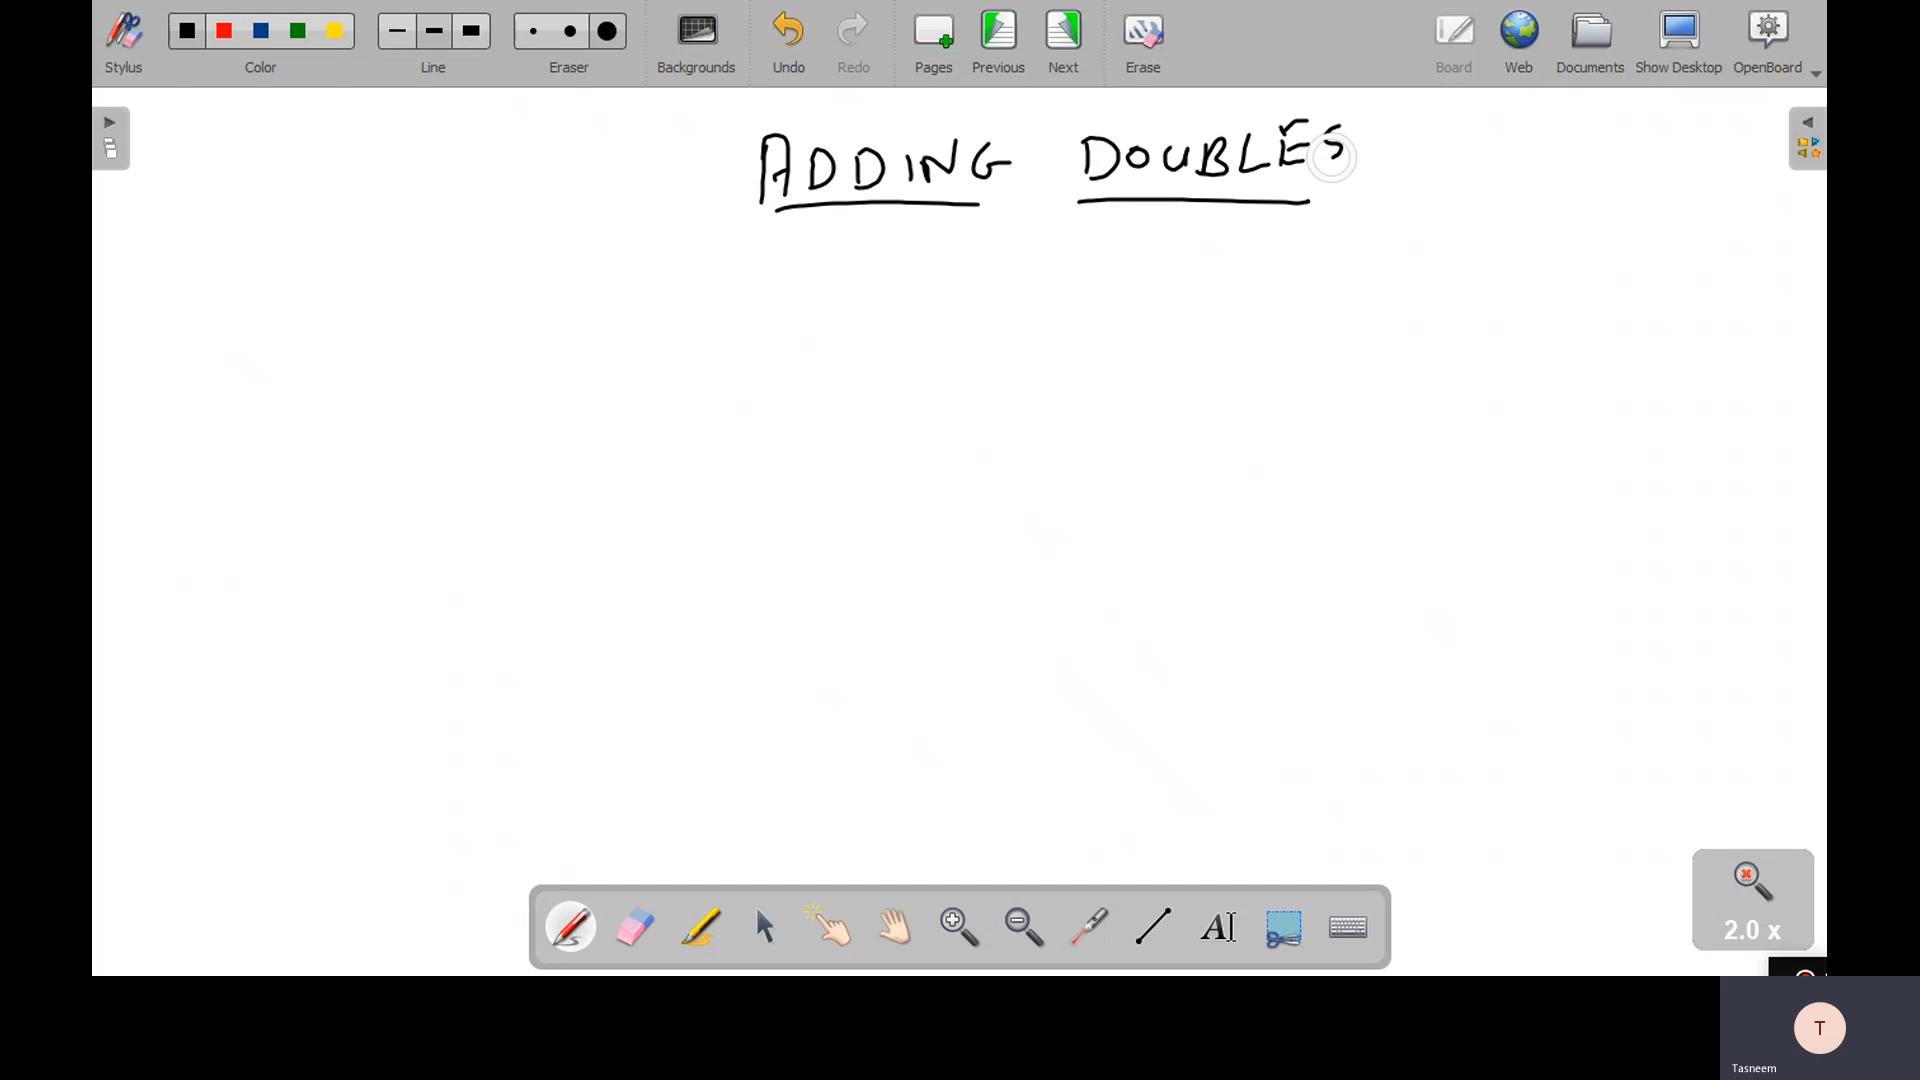 Stylus Color Line Eraser Backgrounds Undo Redo Pages Previous Next Erase Board Web Documents Show Desktop OpenBoard
ADDING DOUBLES
2.0 x
T
Tasneem